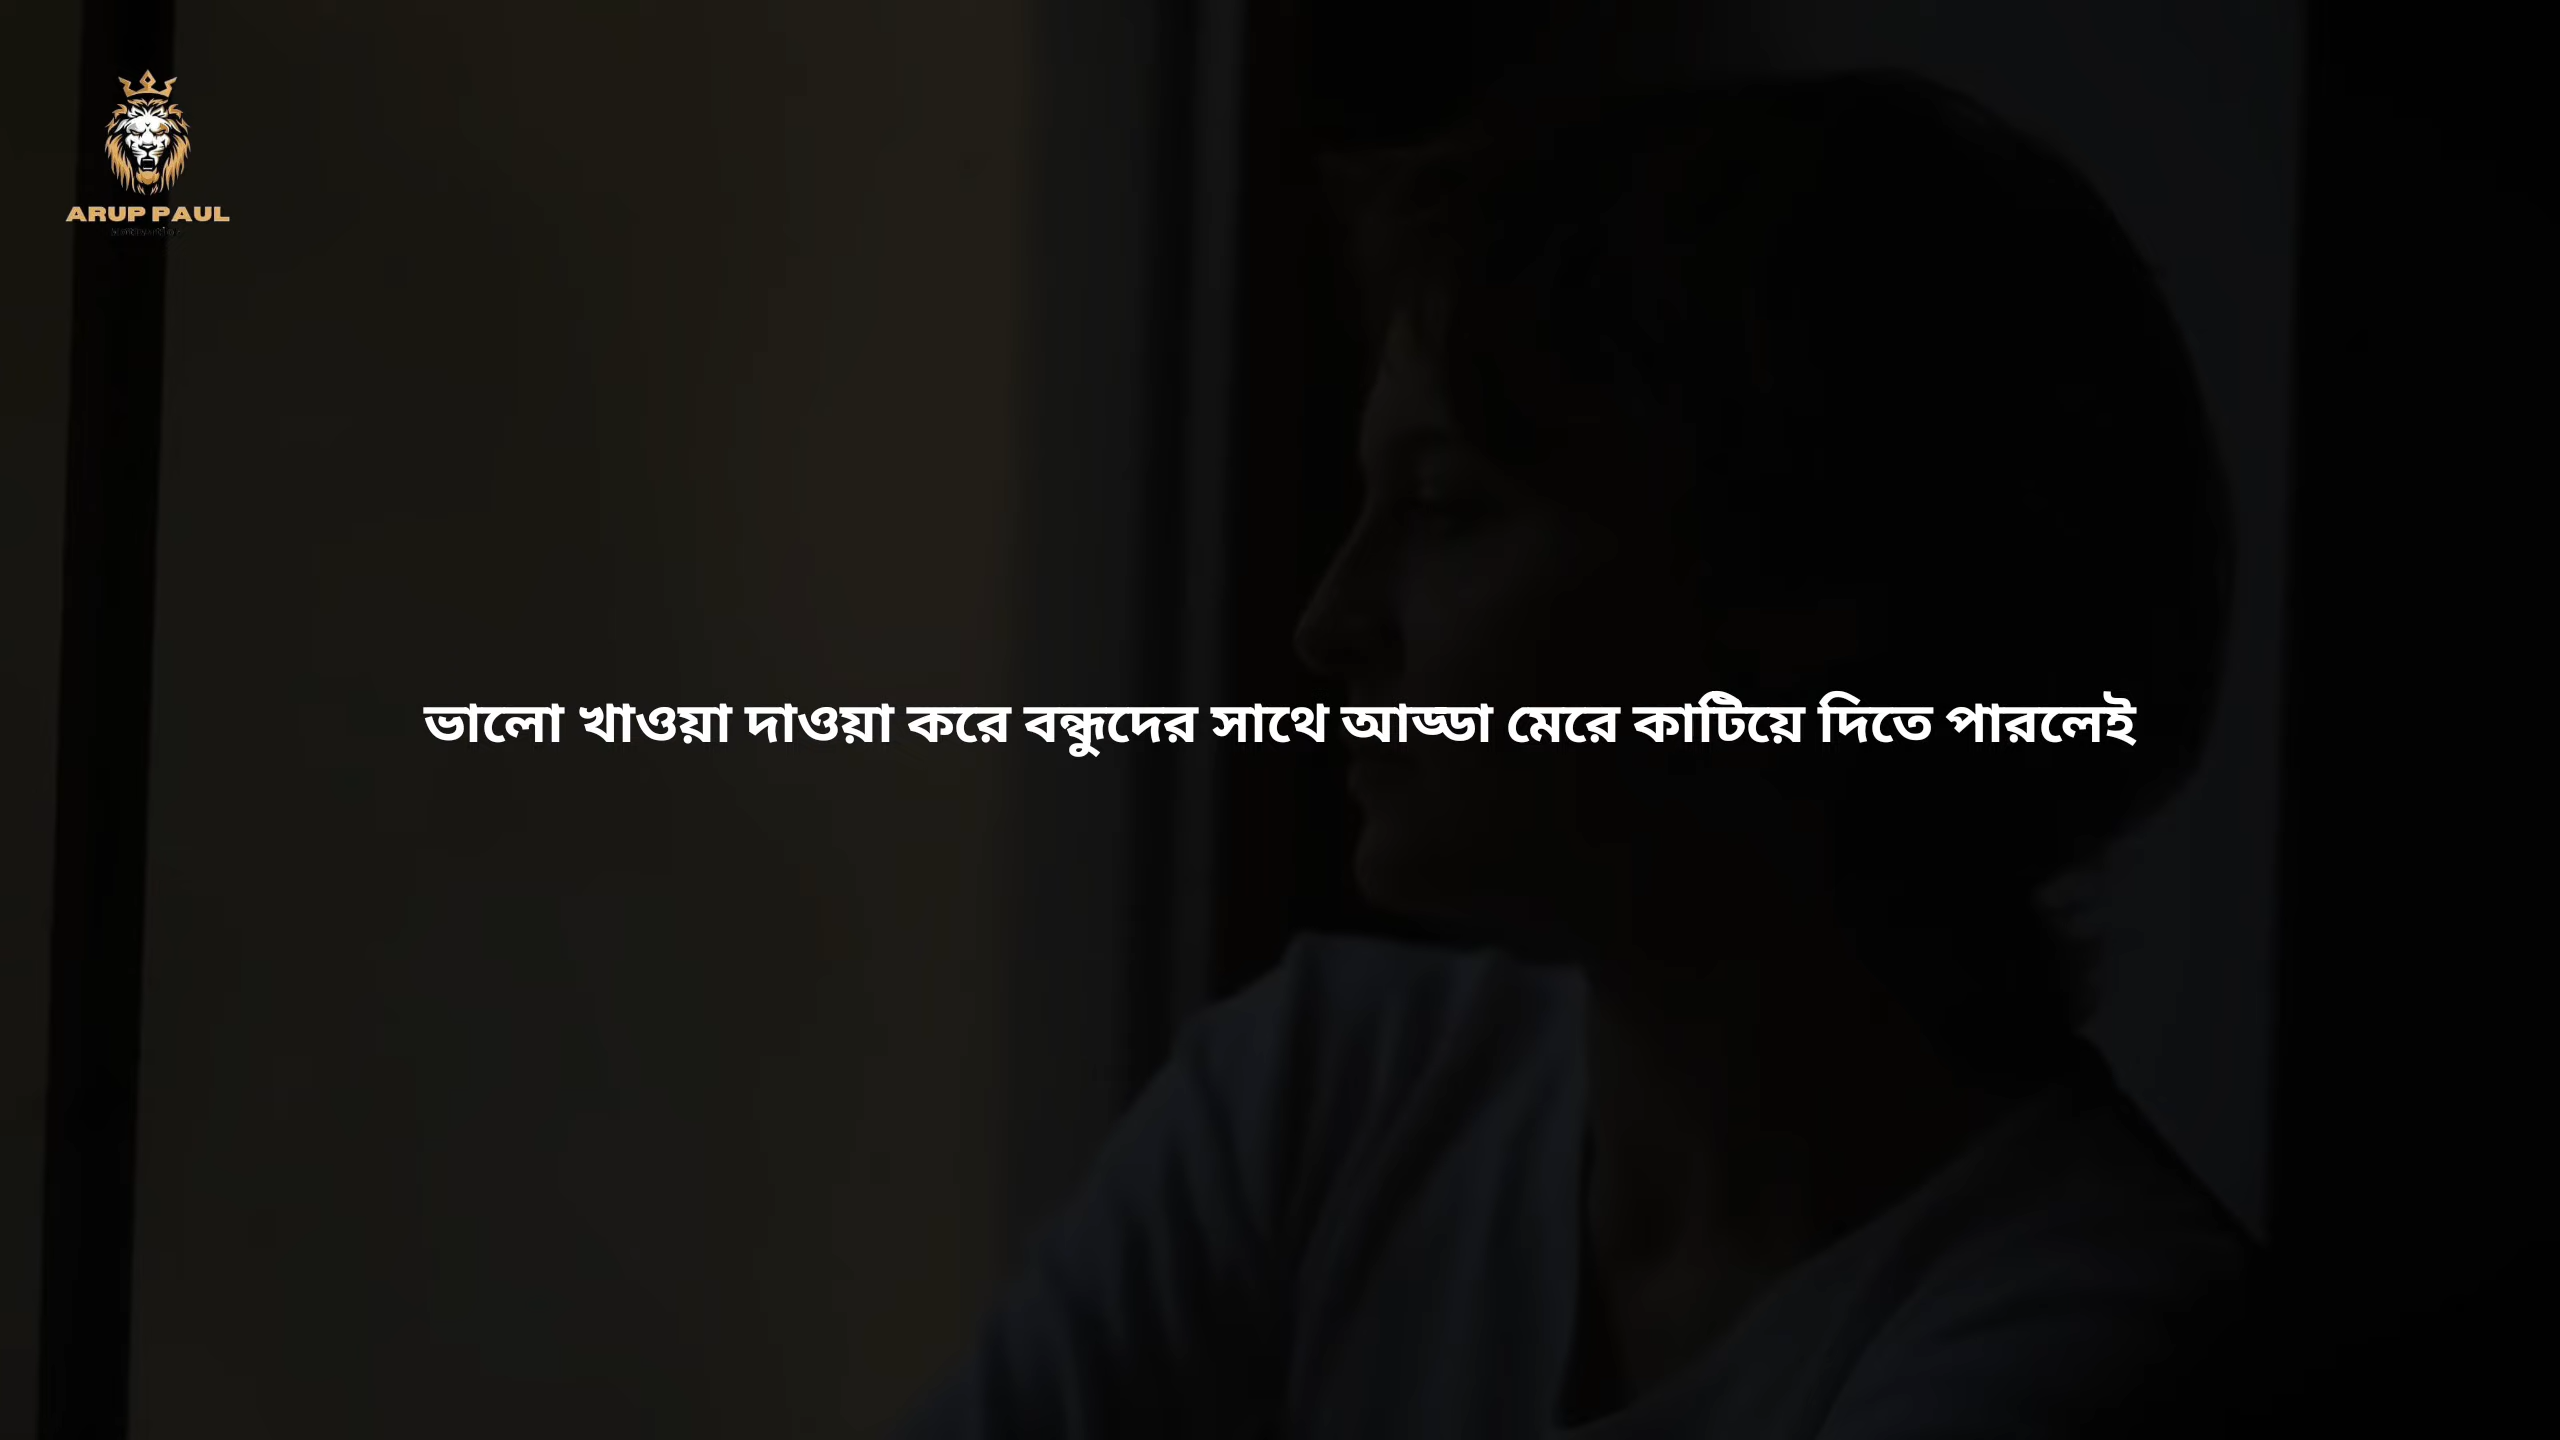 ARUP PAUL
ভালো খাওয়া দাওয়া করে বন্ধুদের সাথে আড্ডা মেরে কাটিয়ে দিতে পারলেই